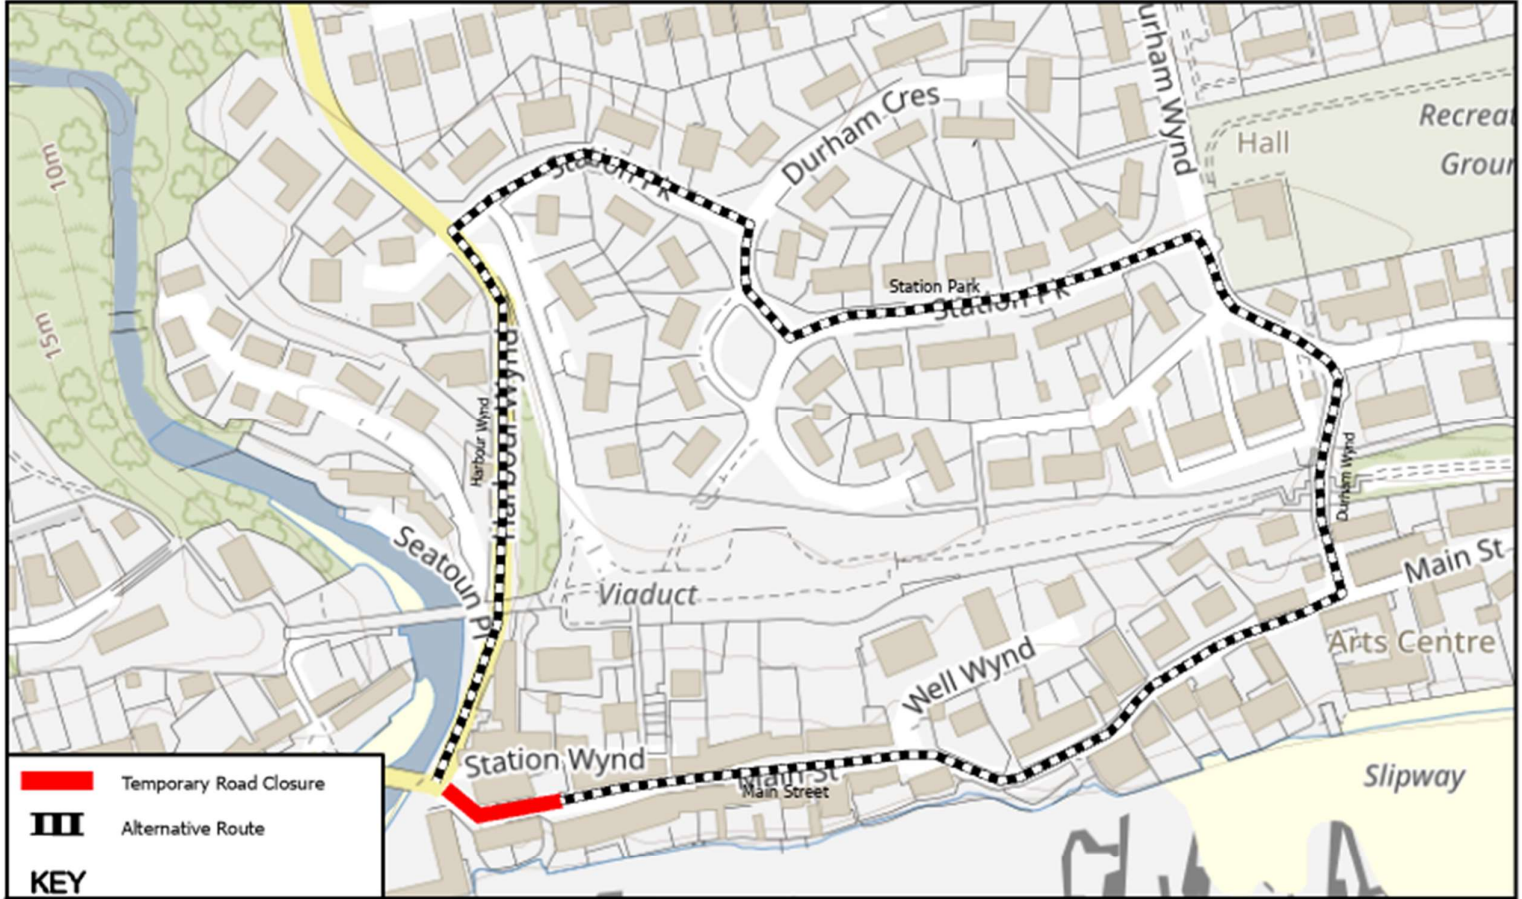 Durham Cres
urham Wynd
Hall
Recreat
Groun
10m
15m
Station Pk
Station Park
Station Pk
Harbour Wynd
Harbour Wynd
Durham Wynd
Seatoun Pl
Viaduct
Main St
Well Wynd
Arts Centre
Station Wynd
Main St
Main Street
Slipway
Temporary Road Closure
Alternative Route
KEY